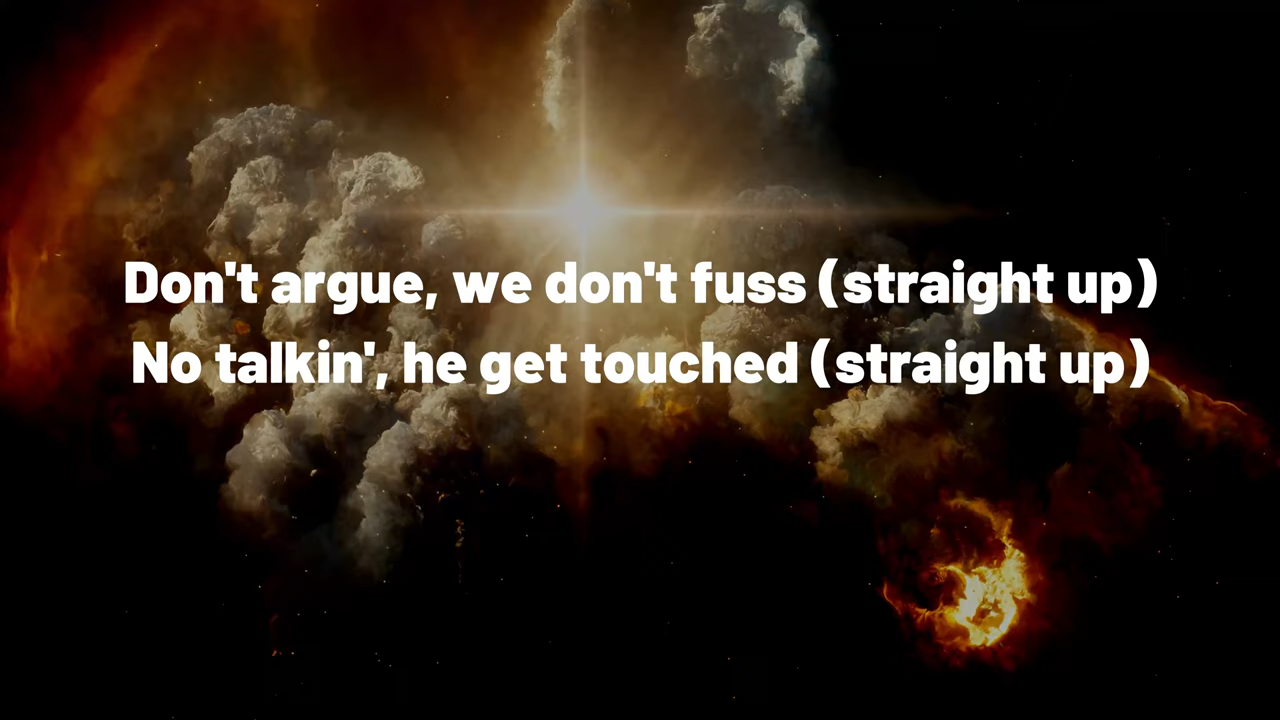 Don't argue, we don't fuss (straight up)
No talkin', he get touched (straight up)